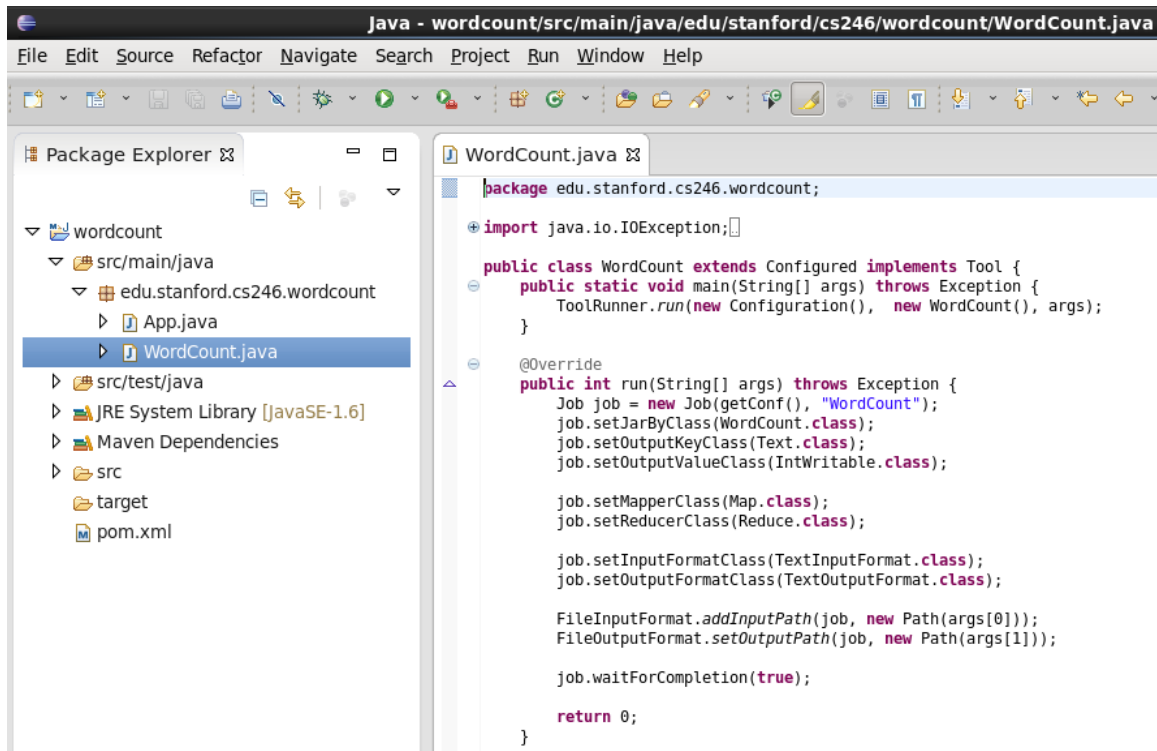 Java - wordcount/src/main/java/edu/stanford/cs246/wordcount/WordCount.java
File Edit Source Refactor Navigate Search Project Run Window Help
Package Explorer
wordcount
src/main/java
edu.stanford.cs246.wordcount
App.java
WordCount.java
src/test/java
JRE System Library [JavaSE-1.6]
Maven Dependencies
src
target
pom.xml
WordCount.java
package edu.stanford.cs246.wordcount;
import java.io.IOException;
public class WordCount extends Configured implements Tool {
public static void main(String[] args) throws Exception {
ToolRunner.run(new Configuration(), new WordCount(), args);
}
@Override
public int run(String[] args) throws Exception {
Job job = new Job(getConf(), "WordCount");
job.setJarByClass(WordCount.class);
job.setOutputKeyClass(Text.class);
job.setOutputValueClass(IntWritable.class);
job.setMapperClass(Map.class);
job.setReducerClass(Reduce.class);
job.setInputFormatClass(TextInputFormat.class);
job.setOutputFormatClass(TextOutputFormat.class);
FileInputFormat.addInputPath(job, new Path(args[0]));
FileOutputFormat.setOutputPath(job, new Path(args[1]));
job.waitForCompletion(true);
return 0;
}